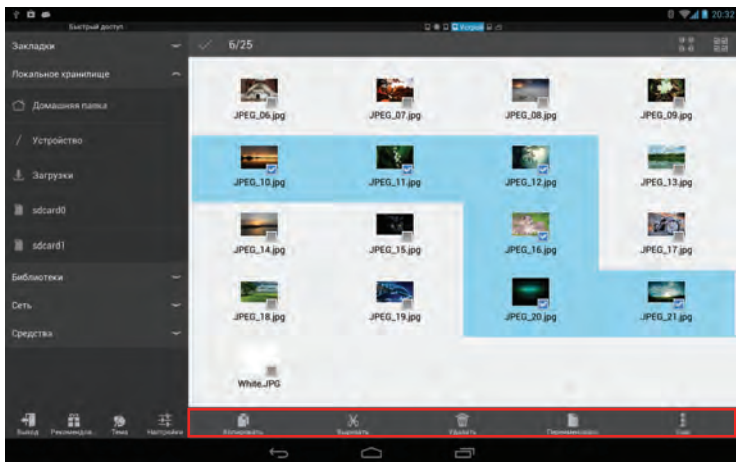 20:32
Быстрый доступ
Устрой
Закладки
6/25
Локальное хранилище
Домашняя папка
Устройство
Загрузки
sdcard0
sdcard1
Библиотеки
Сеть
Средства
JPEG_06.jpg
JPEG_07.jpg
JPEG_08.jpg
JPEG_09.jpg
JPEG_10.jpg
JPEG_11.jpg
JPEG_12.jpg
JPEG_13.jpg
JPEG_14.jpg
JPEG_15.jpg
JPEG_16.jpg
JPEG_17.jpg
JPEG_18.jpg
JPEG_19.jpg
JPEG_20.jpg
JPEG_21.jpg
White.JPG
Выход
Рекомендов...
Тема
Настройки
Копировать
Вырезать
Удалить